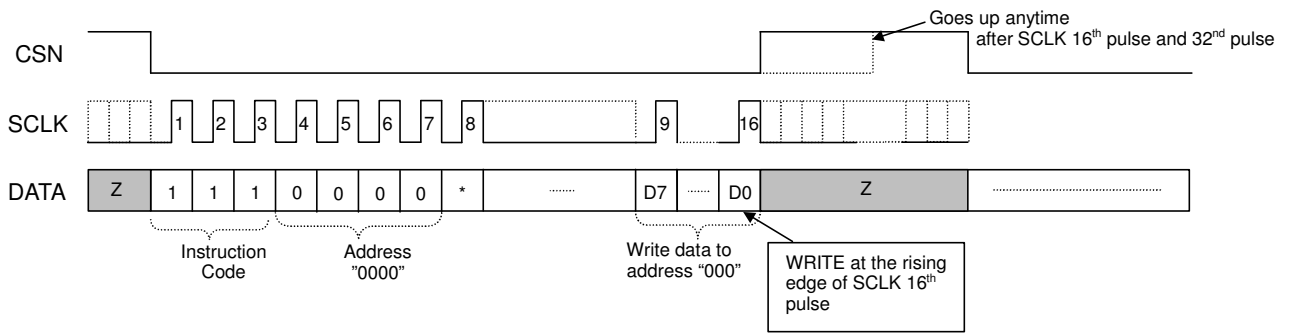 Goes up anytime
after SCLK 16th pulse and 32nd pulse
CSN
SCLK 1 2 3 4 5 6 7 8 9 16
DATA Z 1 1 1 0 0 0 0 * ........ D7 ...... D0 Z ..........................................
Instruction
Code
Address
"0000"
Write data to
address “000”
WRITE at the rising
edge of SCLK 16th
pulse